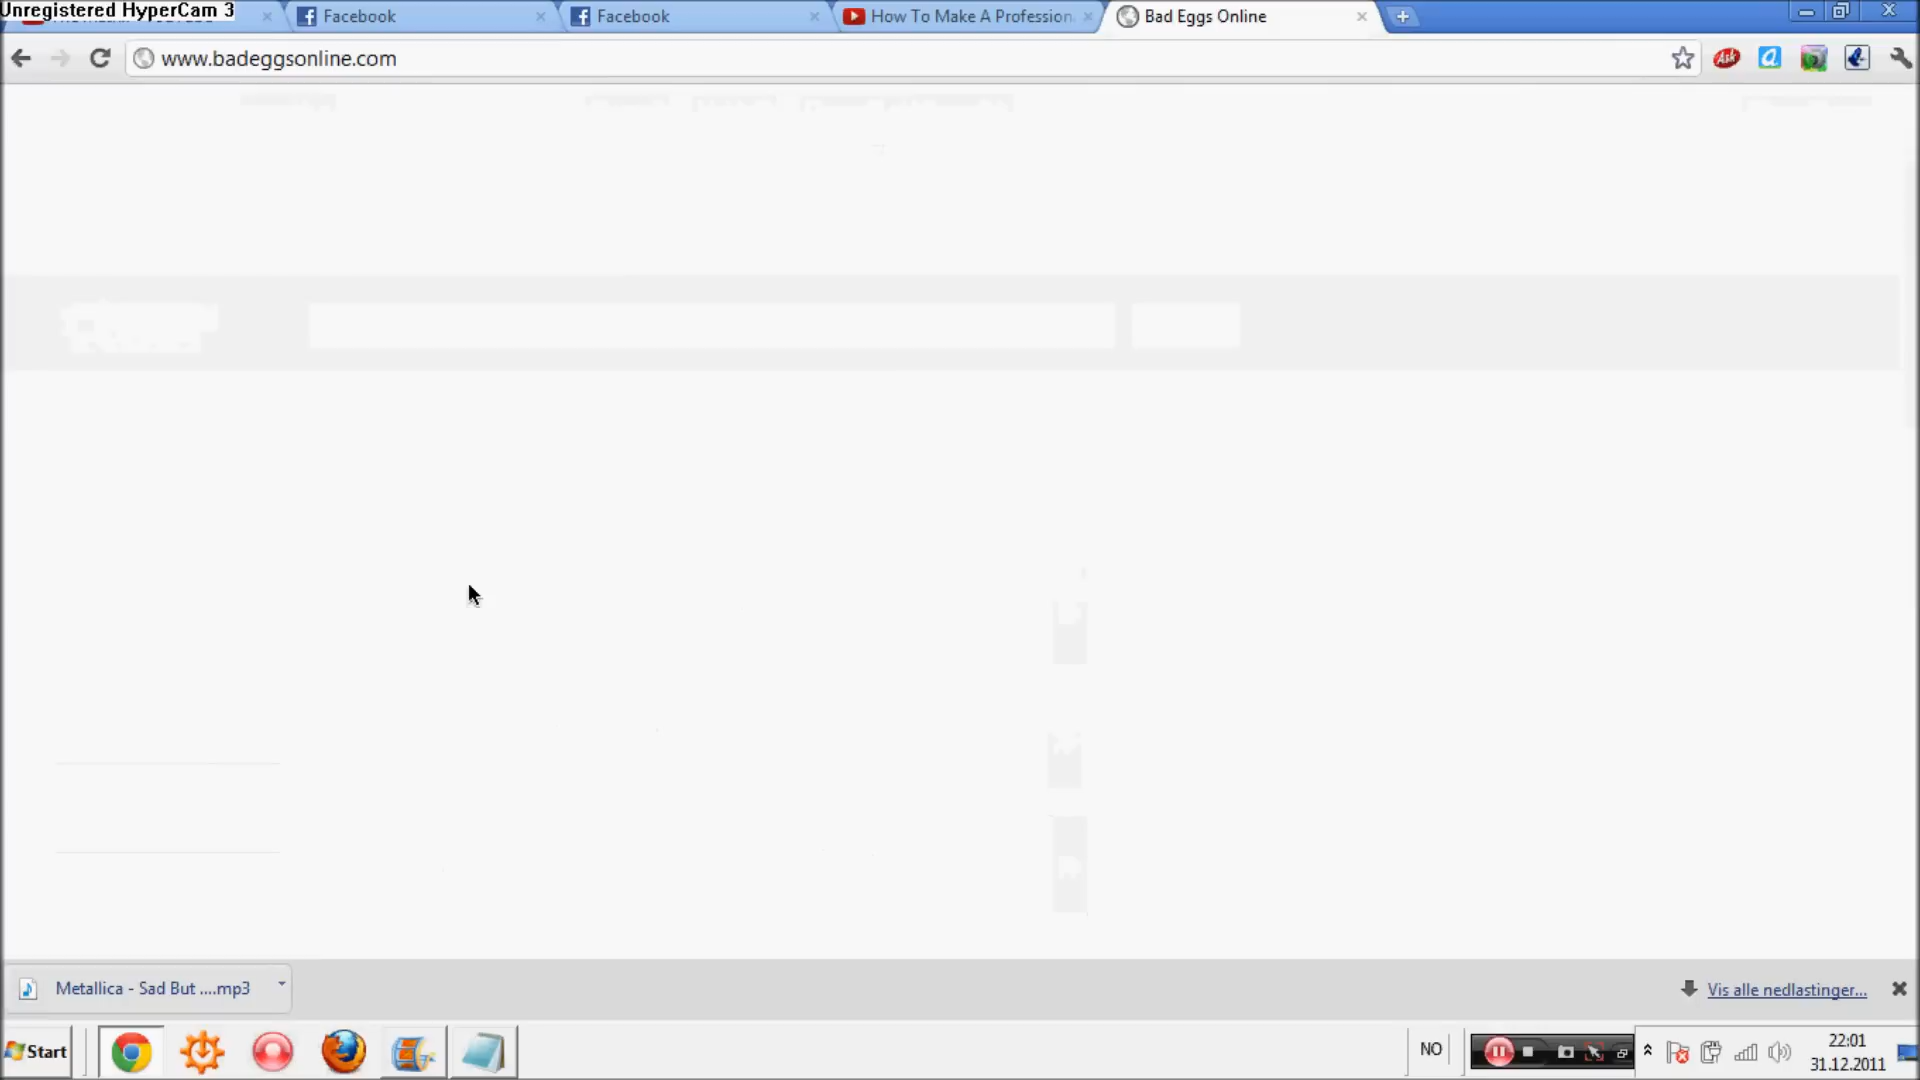 Unregistered HyperCam 3
Facebook
Facebook
How To Make A Profession
Bad Eggs Online
www.badeggsonline.com
Ask
a
Metallica - Sad But ....mp3
Vis alle nedlastinger...
Start
NO
22:01
31.12.2011